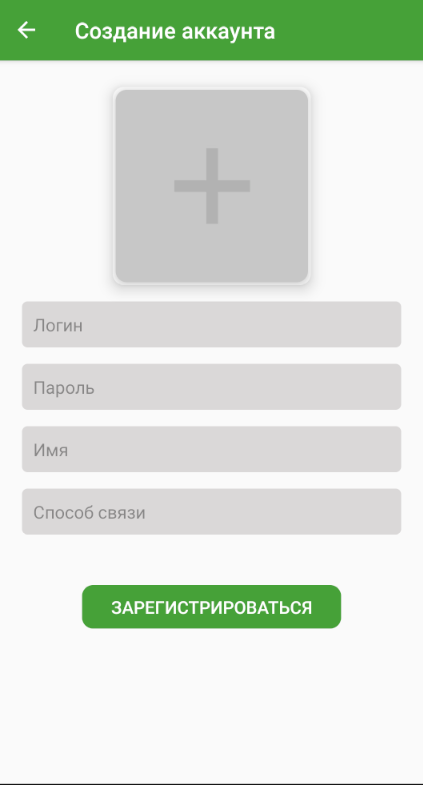 Создание аккаунта
Логин
Пароль
Имя
Способ связи
ЗАРЕГИСТРИРОВАТЬСЯ